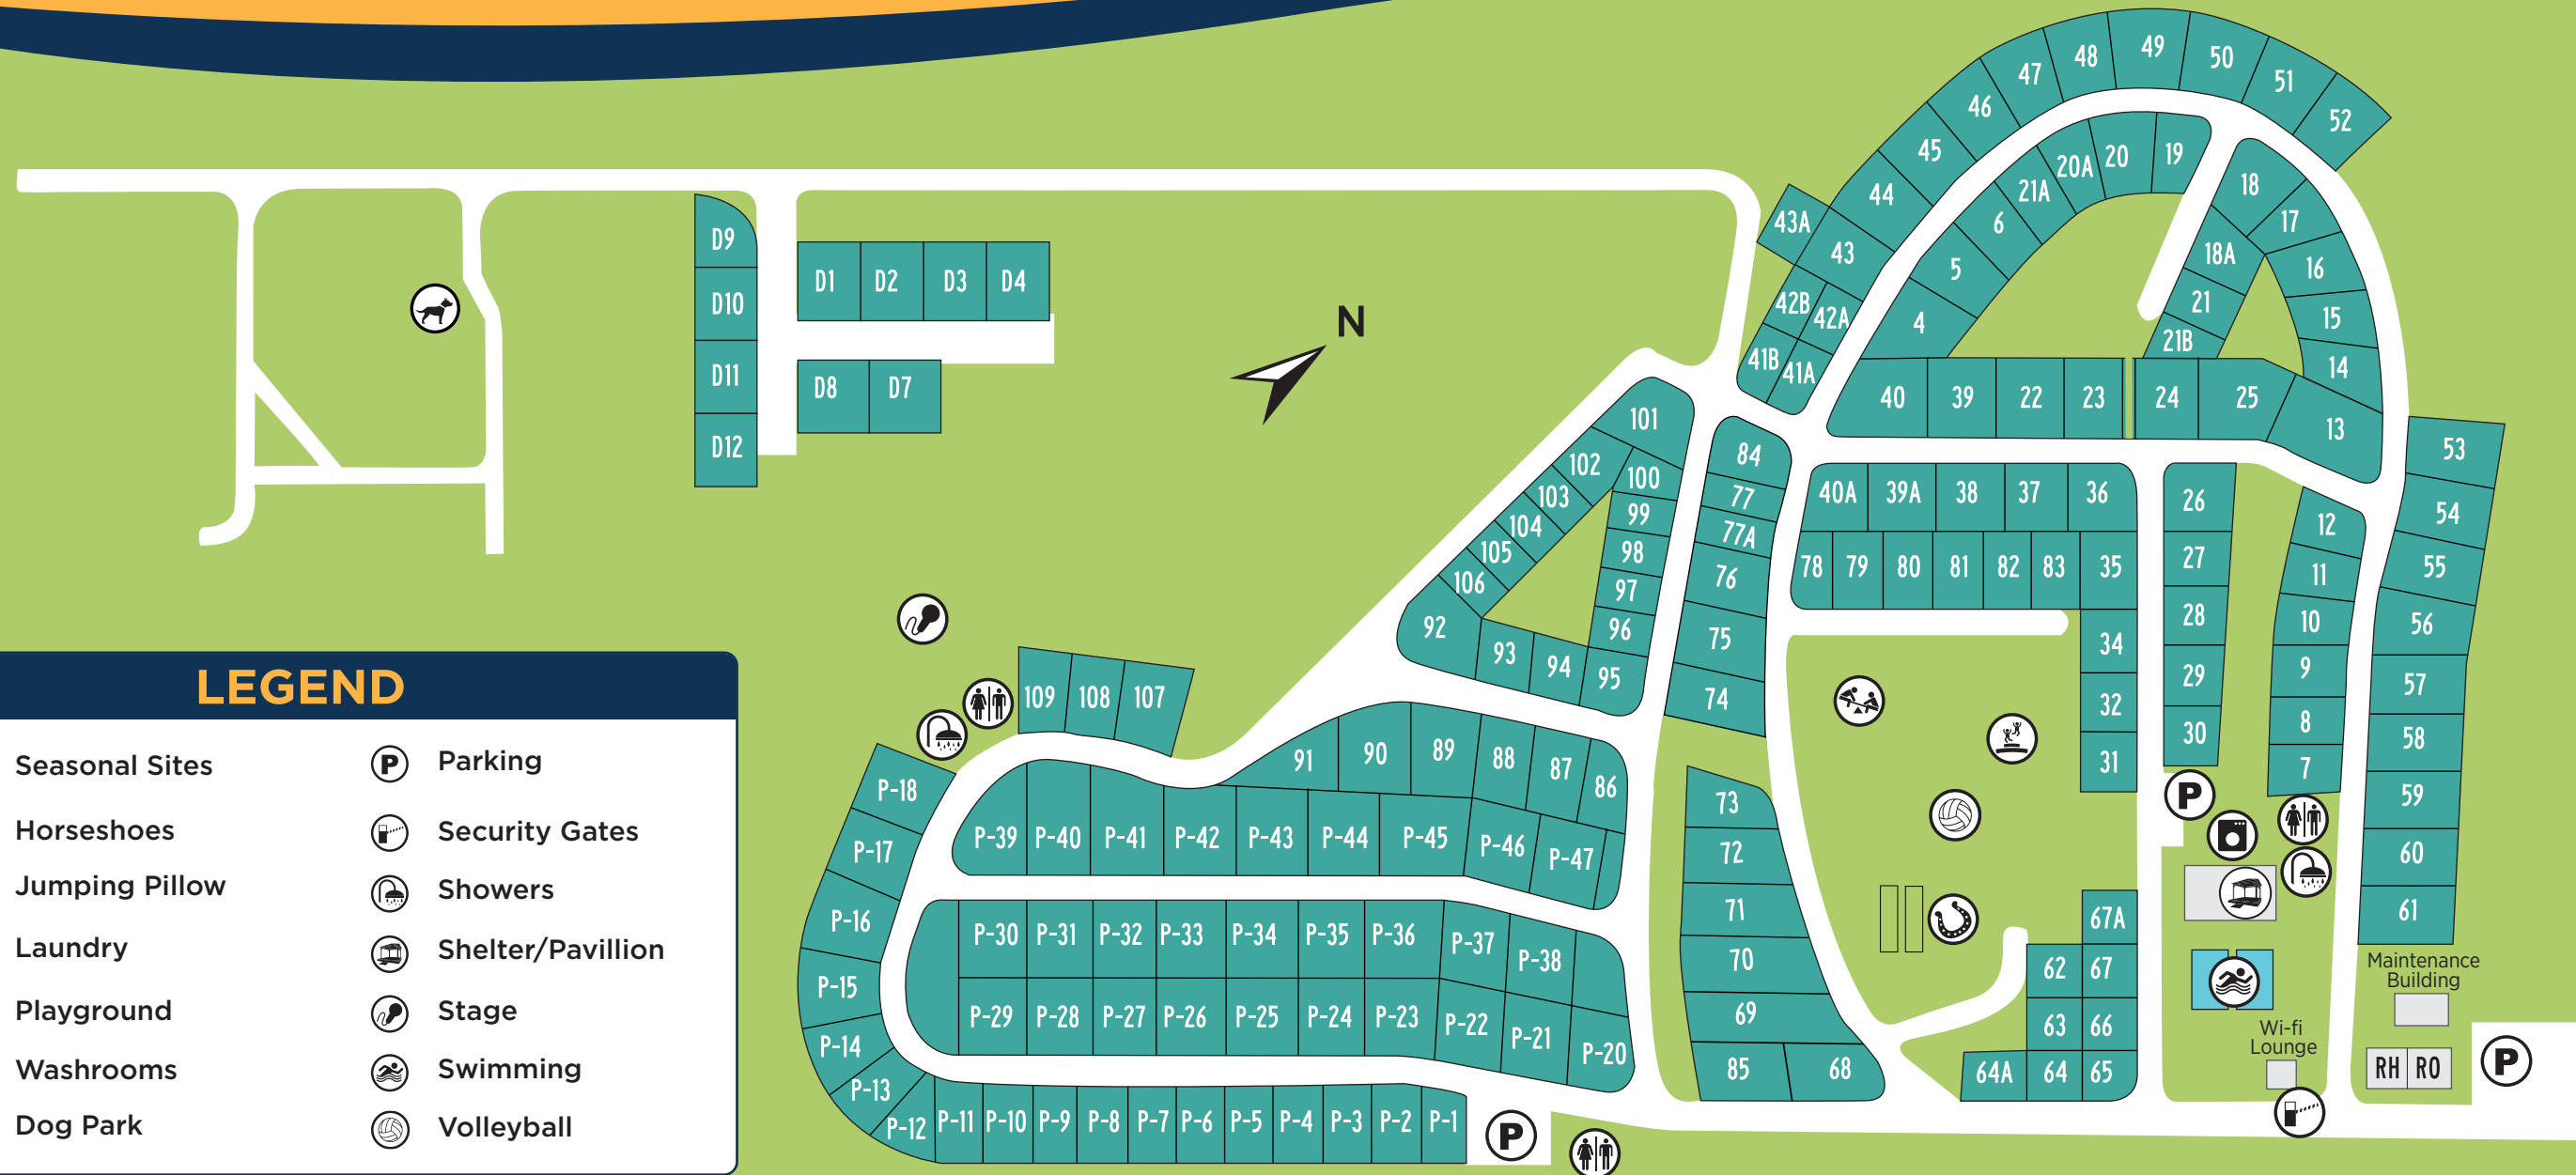 49
48
50
47
51
46
52
45
20A
20
19
44
21A
18
43A
6
17
43
18A
D9
5
16
D1
D2
D3
D4
42B
21
D10
42A
15
N
4
21B
41B
14
D11
41A
D8
D7
40
39
22
23
24
25
101
13
D12
84
53
102
100
77
40A
39A
38
37
36
26
103
99
54
104
77A
12
105
98
78
79
80
81
82
83
35
27
55
106
97
76
11
92
96
28
10
56
93
75
34
94
95
29
9
57
109
108
107
74
32
LEGEND
91
90
89
88
87
86
31
30
8
58
7
Seasonal Sites
P
Parking
P-18
73
P
59
Horseshoes
Security Gates
P-39
P-40
P-41
P-42
P-43
P-44
P-45
P-46
P-47
P-17
72
60
Jumping Pillow
Showers
P-16
71
67A
61
Laundry
Shelter/Pavillion
P-30
P-31
P-32
P-33
P-34
P-35
P-36
P-37
P-38
70
62
67
Maintenance
Building
P-15
Playground
Stage
P-29
P-28
P-27
P-26
P-25
P-24
P-23
P-22
P-21
P-20
69
63
66
Wi-fi
Lounge
P-14
Washrooms
Swimming
85
68
64A
64
65
RH
RO
P
P-13
Dog Park
Volleyball
P-12
P-11
P-10
P-9
P-8
P-7
P-6
P-5
P-4
P-3
P-2
P-1
P